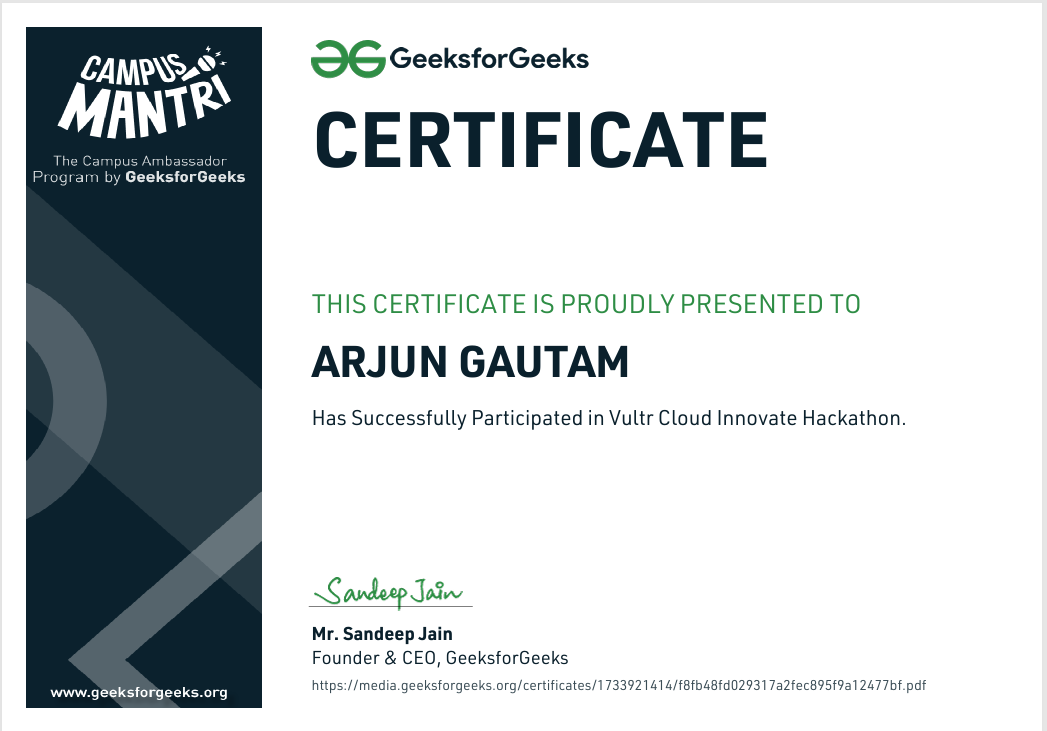 CAMPUS
MANTRI
The Campus Ambassador
Program by GeeksforGeeks
GeeksforGeeks
CERTIFICATE
THIS CERTIFICATE IS PROUDLY PRESENTED TO
ARJUN GAUTAM
Has Successfully Participated in Vultr Cloud Innovate Hackathon.
Sandeep Jain
Mr. Sandeep Jain
Founder & CEO, GeeksforGeeks
https://media.geeksforgeeks.org/certificates/1733921414/f8fb48fd029317a2fec895f9a12477bf.pdf
www.geeksforgeeks.org